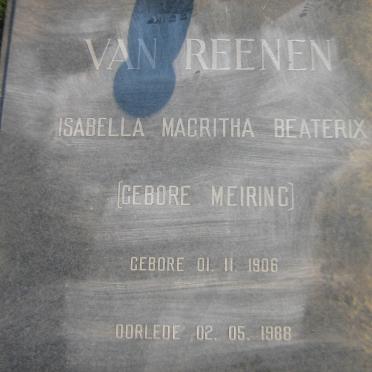 VAN REENEN
ISABELLA MAGRITHA BEATERIX
(GEBORE MEIRING)
GEBORE 01. 11. 1906
OORLEDE 02. 05. 1988